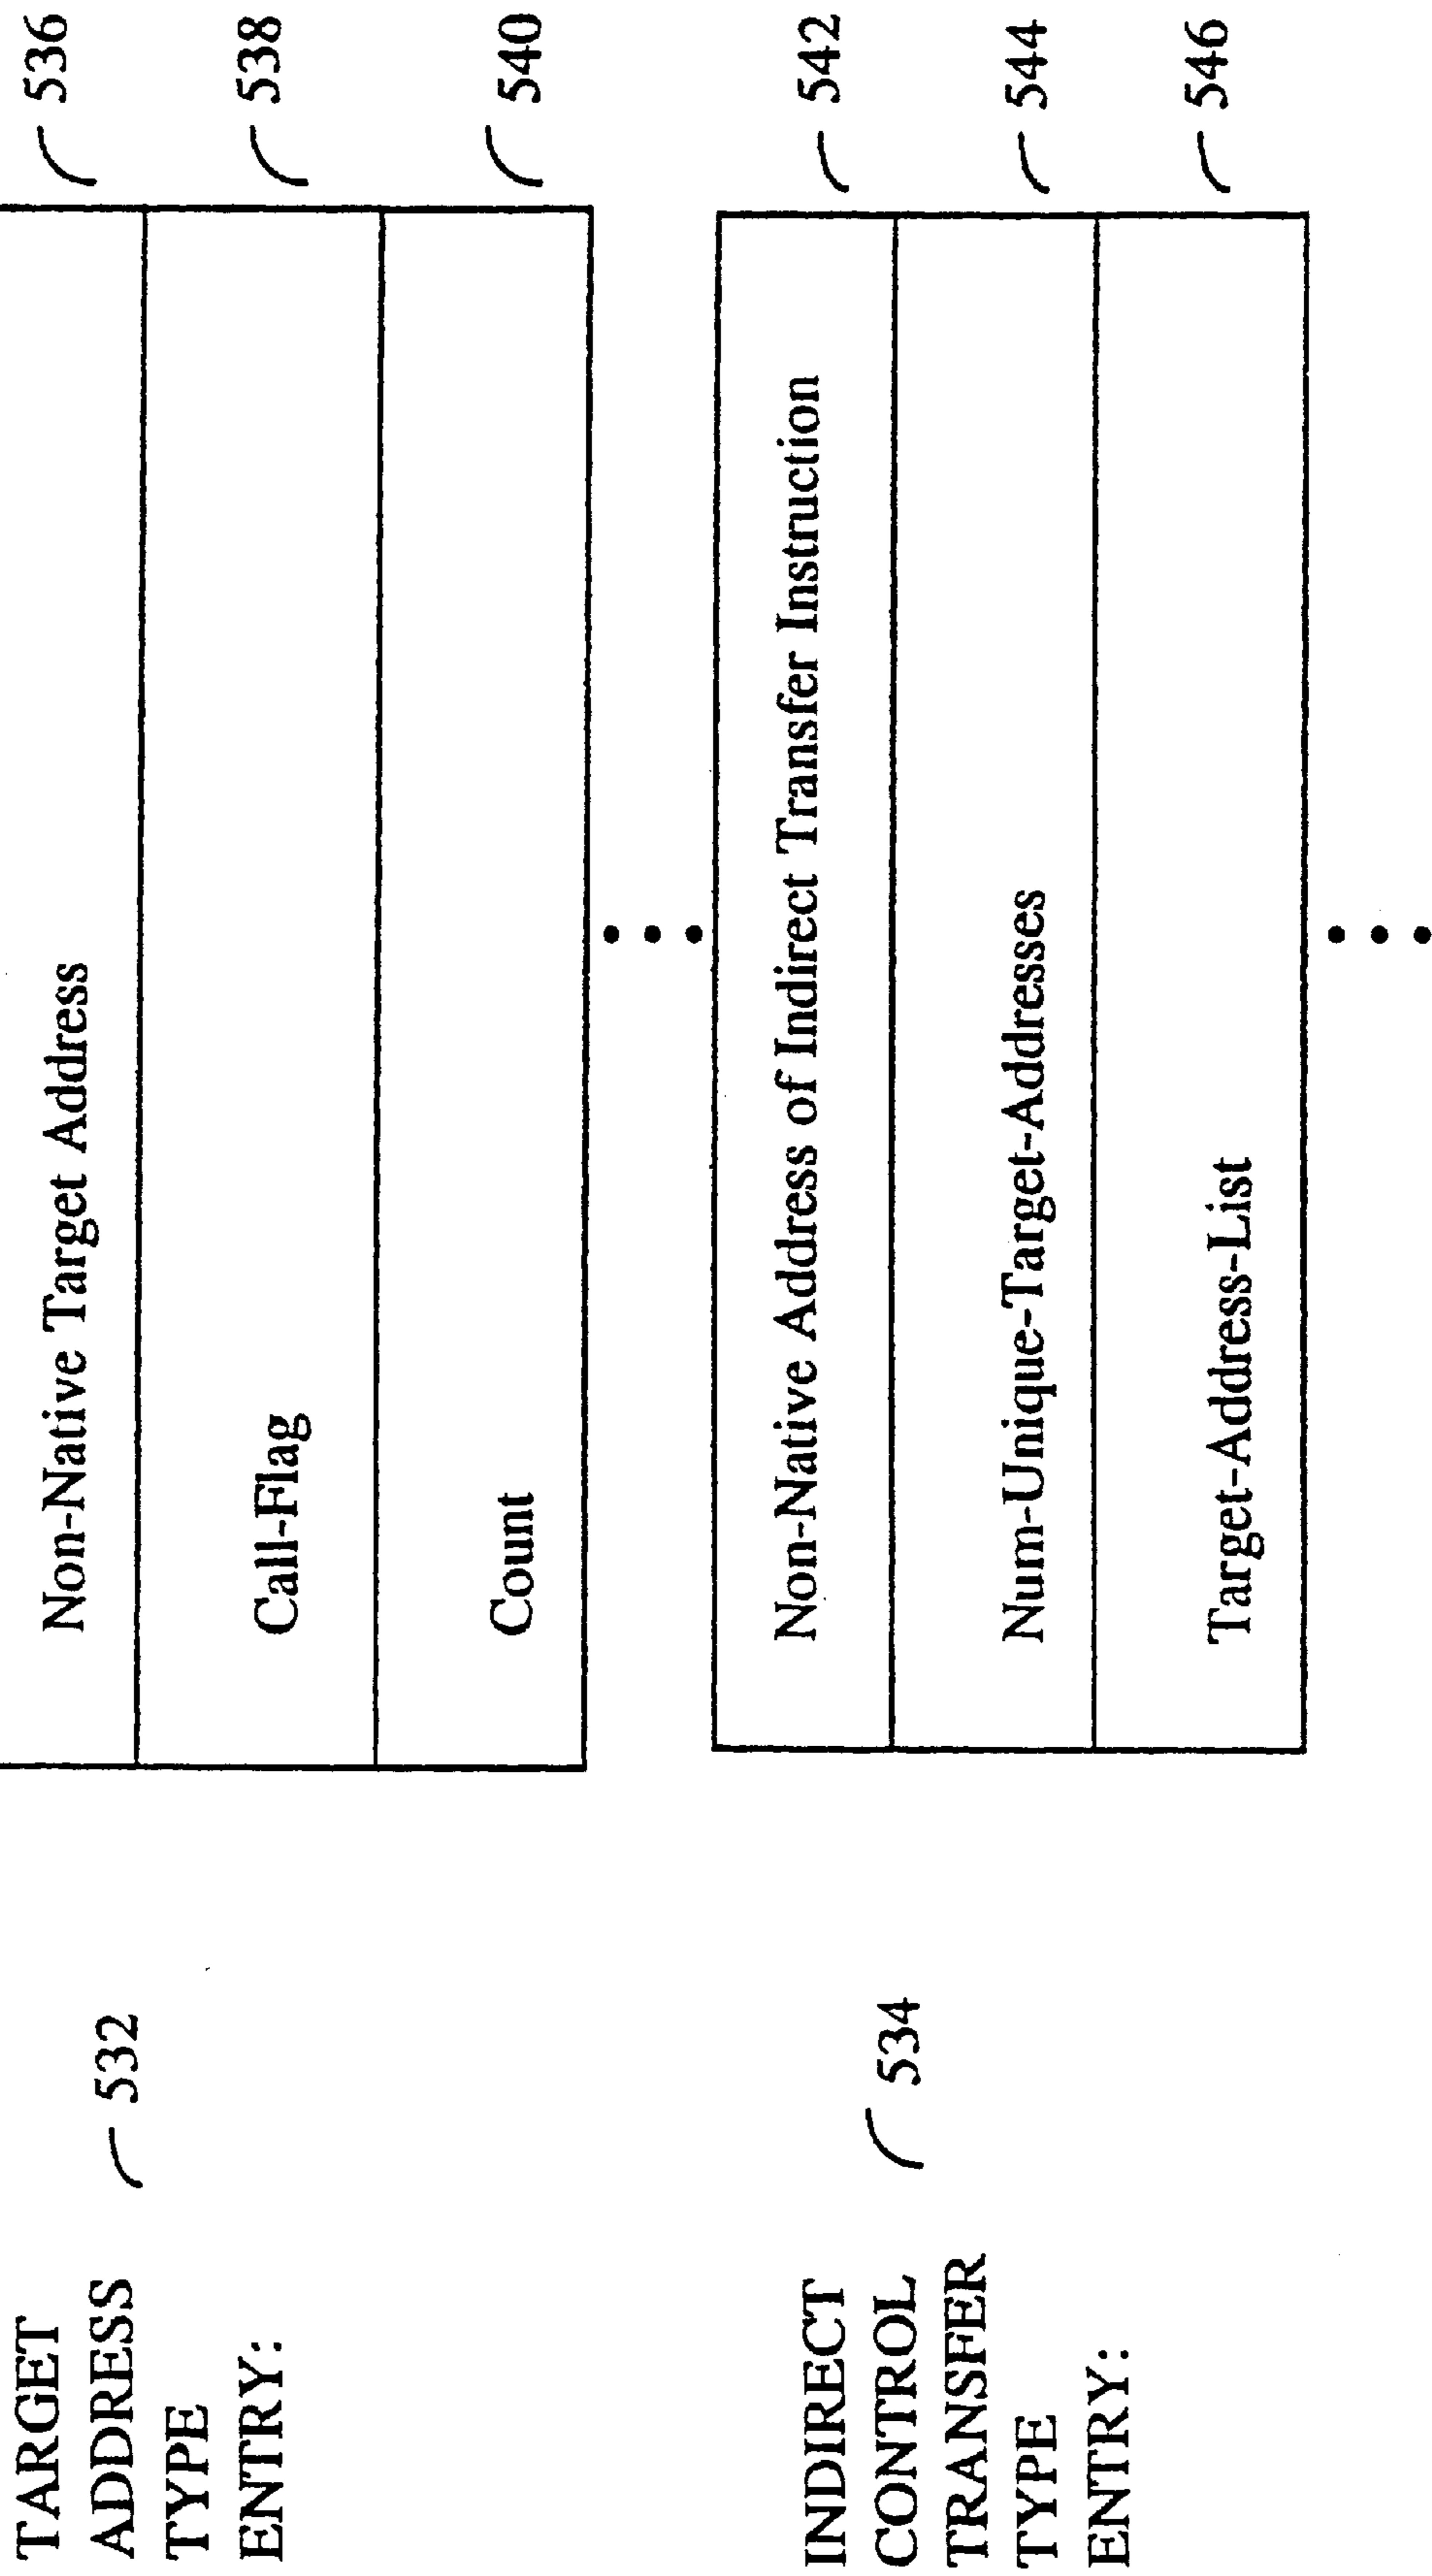 TARGET
ADDRESS
TYPE
ENTRY:
532
Non-Native Target Address
536
Call-Flag
538
Count
540
INDIRECT
CONTROL
TRANSFER
TYPE
ENTRY:
534
Non-Native Address of Indirect Transfer Instruction
542
Num-Unique-Target-Addresses
544
Target-Address-List
546